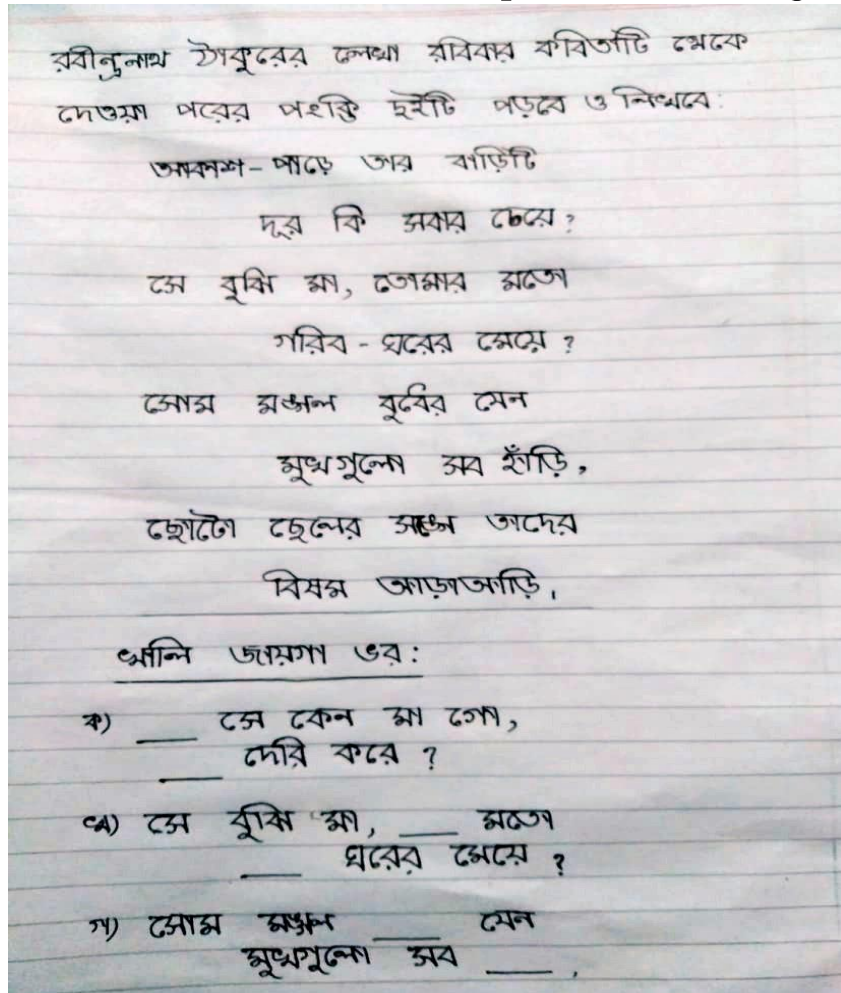 রবীন্দ্রনাথ ঠাকুরের লেখা রবিবার কবিতাটি থেকে
দেওয়া পরের পংক্তি দুইটি পড়বে ও লিখবে:
আকাশ-পাড়ে তার বাড়িটি
দূর কি সবার চেয়ে?
সে বুঝি মা, তোমার মতো
গরিব - ঘরের মেয়ে?
সোম মঙ্গল বুধের যেন
মুখগুলো সব হাঁড়ি,
ছোটো ছেলের সঙ্গে তাদের
বিষম আড়াআড়ি,
খালি জায়গা ভর:
ক) ___ সে কেন মা গো,
___ দেরি করে ?
খ) সে বুঝি মা, ___ মতো
___ ঘরের মেয়ে ?
গ) সোম মঙ্গল ___ যেন
মুখগুলো সব ___ ,